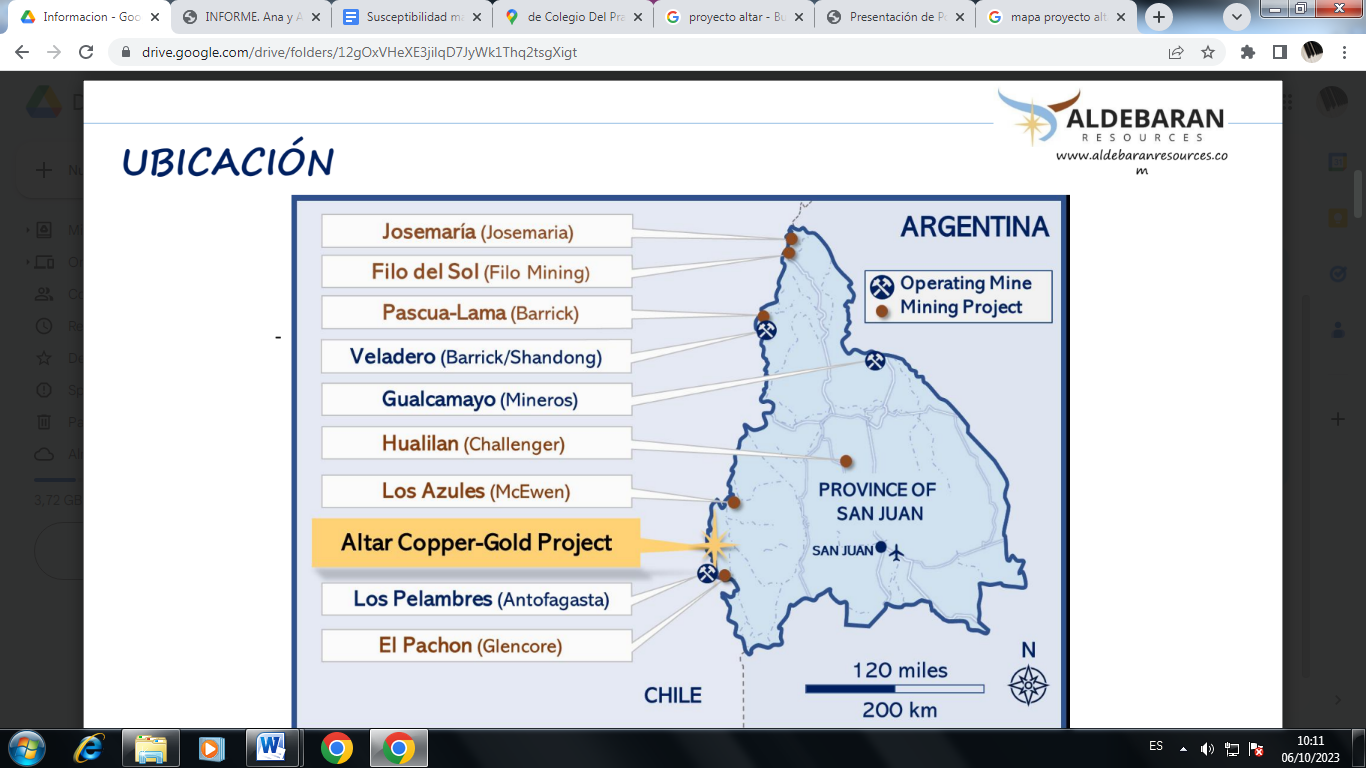 Informacion - Goo
INFORME. Ana y A
Susceptibilidad ma
de Colegio Del Pra
proyecto altar - Bu
Presentación de Pa
mapa proyecto alt
drive.google.com/drive/folders/12gOxVHeXE3jilqD7JyWk1Thq2tsgXigt
ALDEBARAN
RESOURCES
www.aldebaranresources.co
m
UBICACIÓN
-
ARGENTINA
Operating Mine
Mining Project
Josemaría (Josemaria)
Filo del Sol (Filo Mining)
Pascua-Lama (Barrick)
Veladero (Barrick/Shandong)
Gualcamayo (Mineros)
Hualilan (Challenger)
Los Azules (McEwen)
Altar Copper-Gold Project
Los Pelambres (Antofagasta)
El Pachon (Glencore)
PROVINCE OF
SAN JUAN
SAN JUAN
CHILE
120 miles
200 km
N
3,72 GB
ES
10:11
06/10/2023